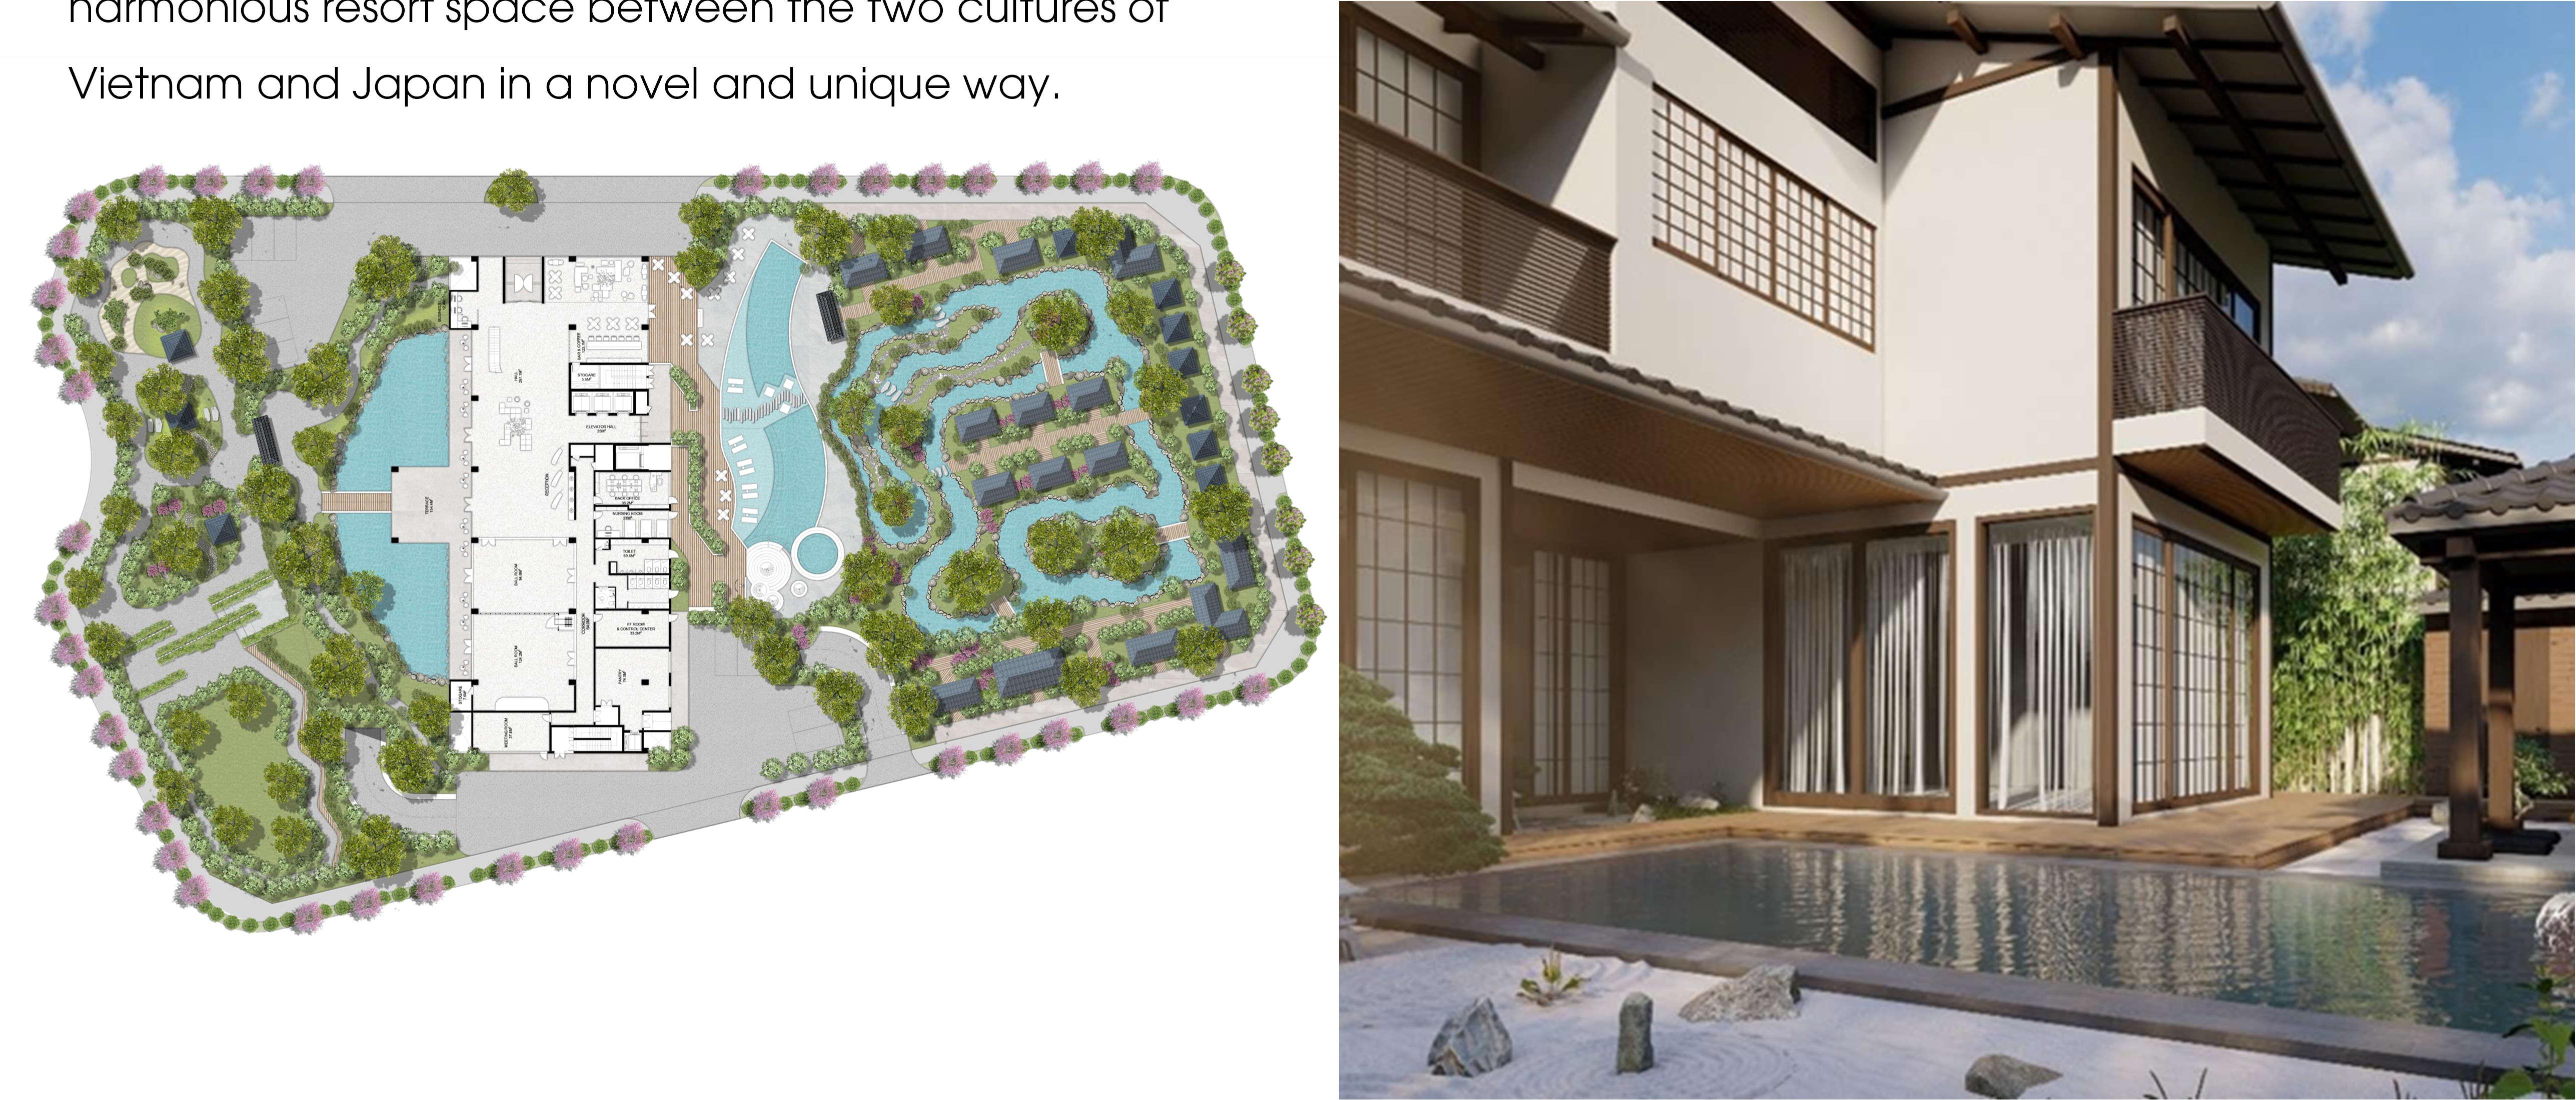 harmonious resort space between the two cultures of
Vietnam and Japan in a novel and unique way.
BAR & COFFEE
HALL
STOGARE
ELEVATOR HALL
RECEPTION
TERRACE
BACK OFFICE
NURSING ROOM
TOILET
BALL ROOM
CORRIDOR
FF ROOM
& CONTROL CENTER
BALL ROOM
PANTRY
STOGARE
MEETING ROOM